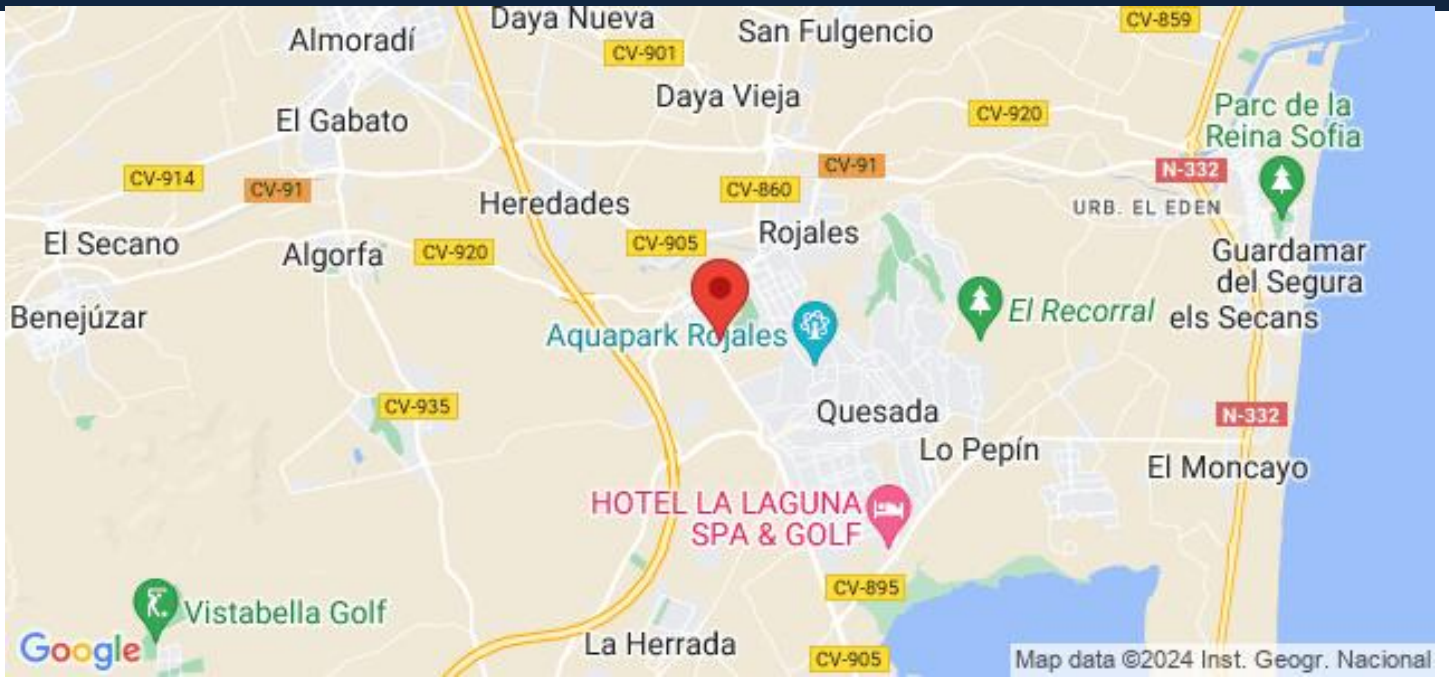 Daya Nueva
CV-859
Almoradí
San Fulgencio
CV-901
Daya Vieja
Parc de la
Reina Sofia
CV-920
El Gabato
CV-91
N-332
CV-914
CV-91
CV-860
Heredades
URB. EL EDEN
El Secano
Algorfa
CV-920
CV-905
Rojales
Guardamar
del Segura
Benejúzar
El Recorral
els Secans
Aquapark Rojales
CV-935
Quesada
N-332
Lo Pepín
El Moncayo
HOTEL LA LAGUNA
SPA & GOLF
CV-895
Vistabella Golf
La Herrada
Google
CV-905
Map data ©2024 Inst. Geogr. Nacional